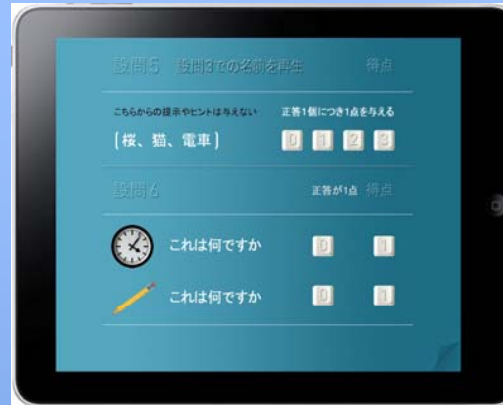 設問5 設問3での名前を再生 得点
こちらからの提示やヒントは与えない 正答1個につき1点を与える
[桜、猫、電車] 0 1 2 3
設問6 正答が1点 得点
これは何ですか 0 1
これは何ですか 0 1